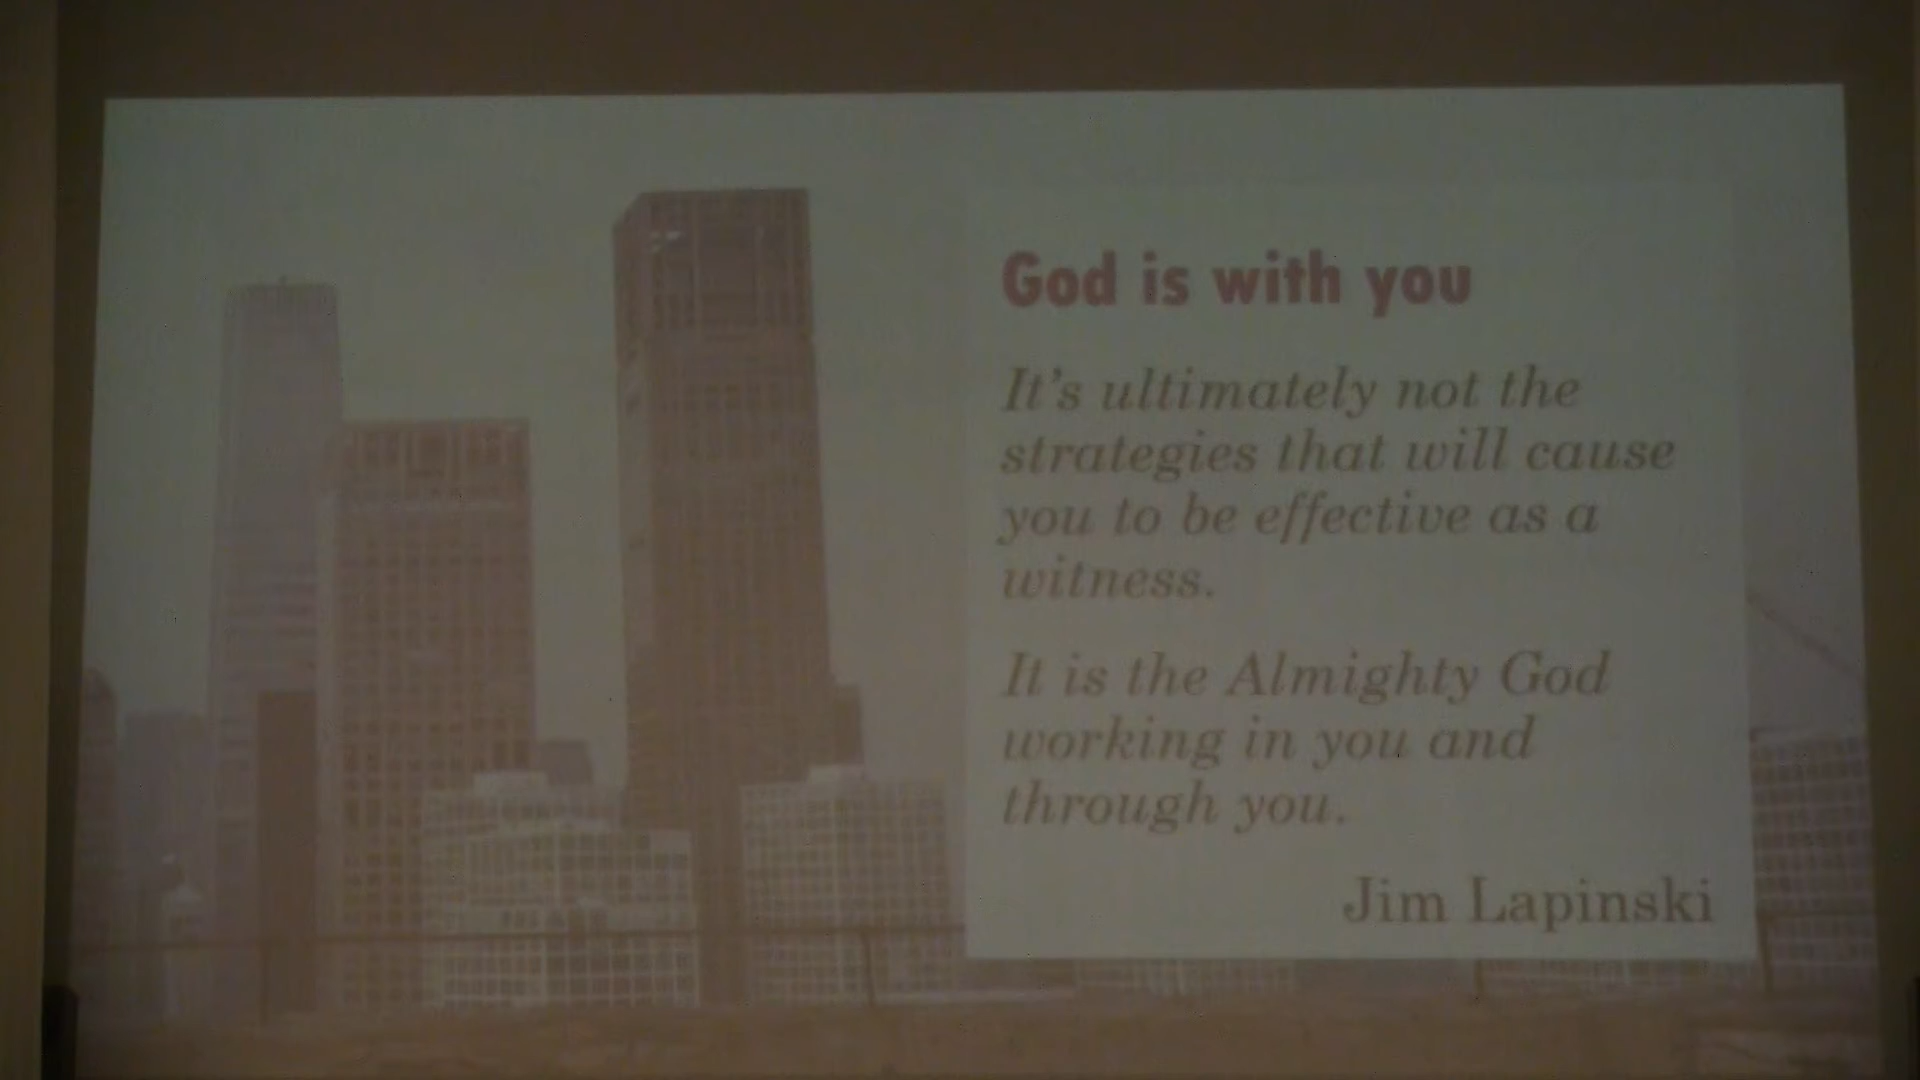 God is with you
It's ultimately not the
strategies that will cause
you to be effective as a
witness.
It is the Almighty God
working in you and
through you.
Jim Lapinski